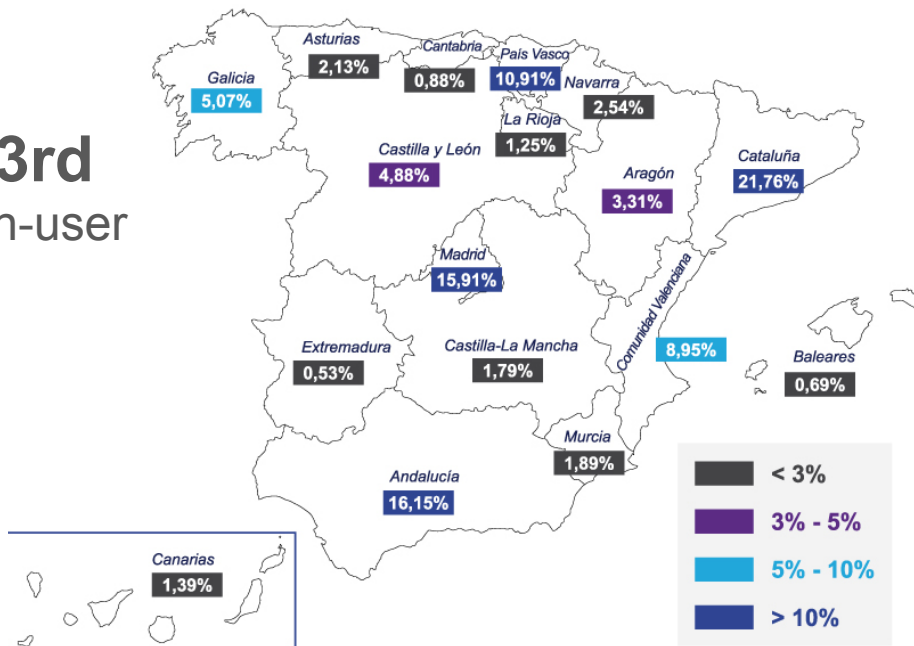 Asturias
2,13%
Cantabria
0,88%
País Vasco
10,91%
Navarra
2,54%
Galicia
5,07%
La Rioja
1,25%
3rd
Castilla y León
4,88%
Aragón
3,31%
Cataluña
21,76%
n-user
Madrid
15,91%
Comunidad Valenciana
8,95%
Extremadura
0,53%
Castilla-La Mancha
1,79%
Baleares
0,69%
Murcia
1,89%
Andalucía
16,15%
Canarias
1,39%
< 3%
3% - 5%
5% - 10%
> 10%